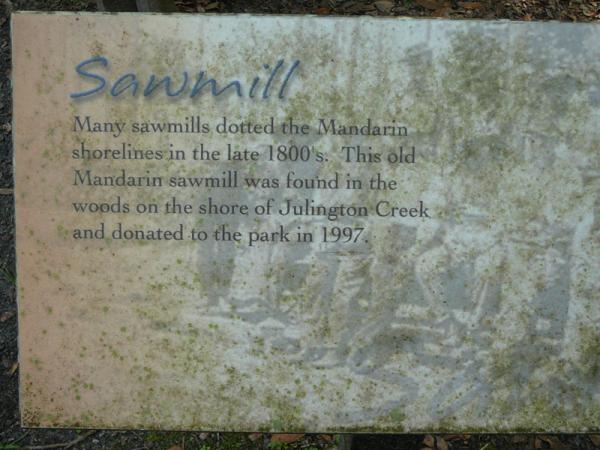 Sawmill
Many sawmills dotted the Mandarin
shorelines in the late 1800's. This old
Mandarin sawmill was found in the
woods on the shore of Julington Creek
and donated to the park in 1997.